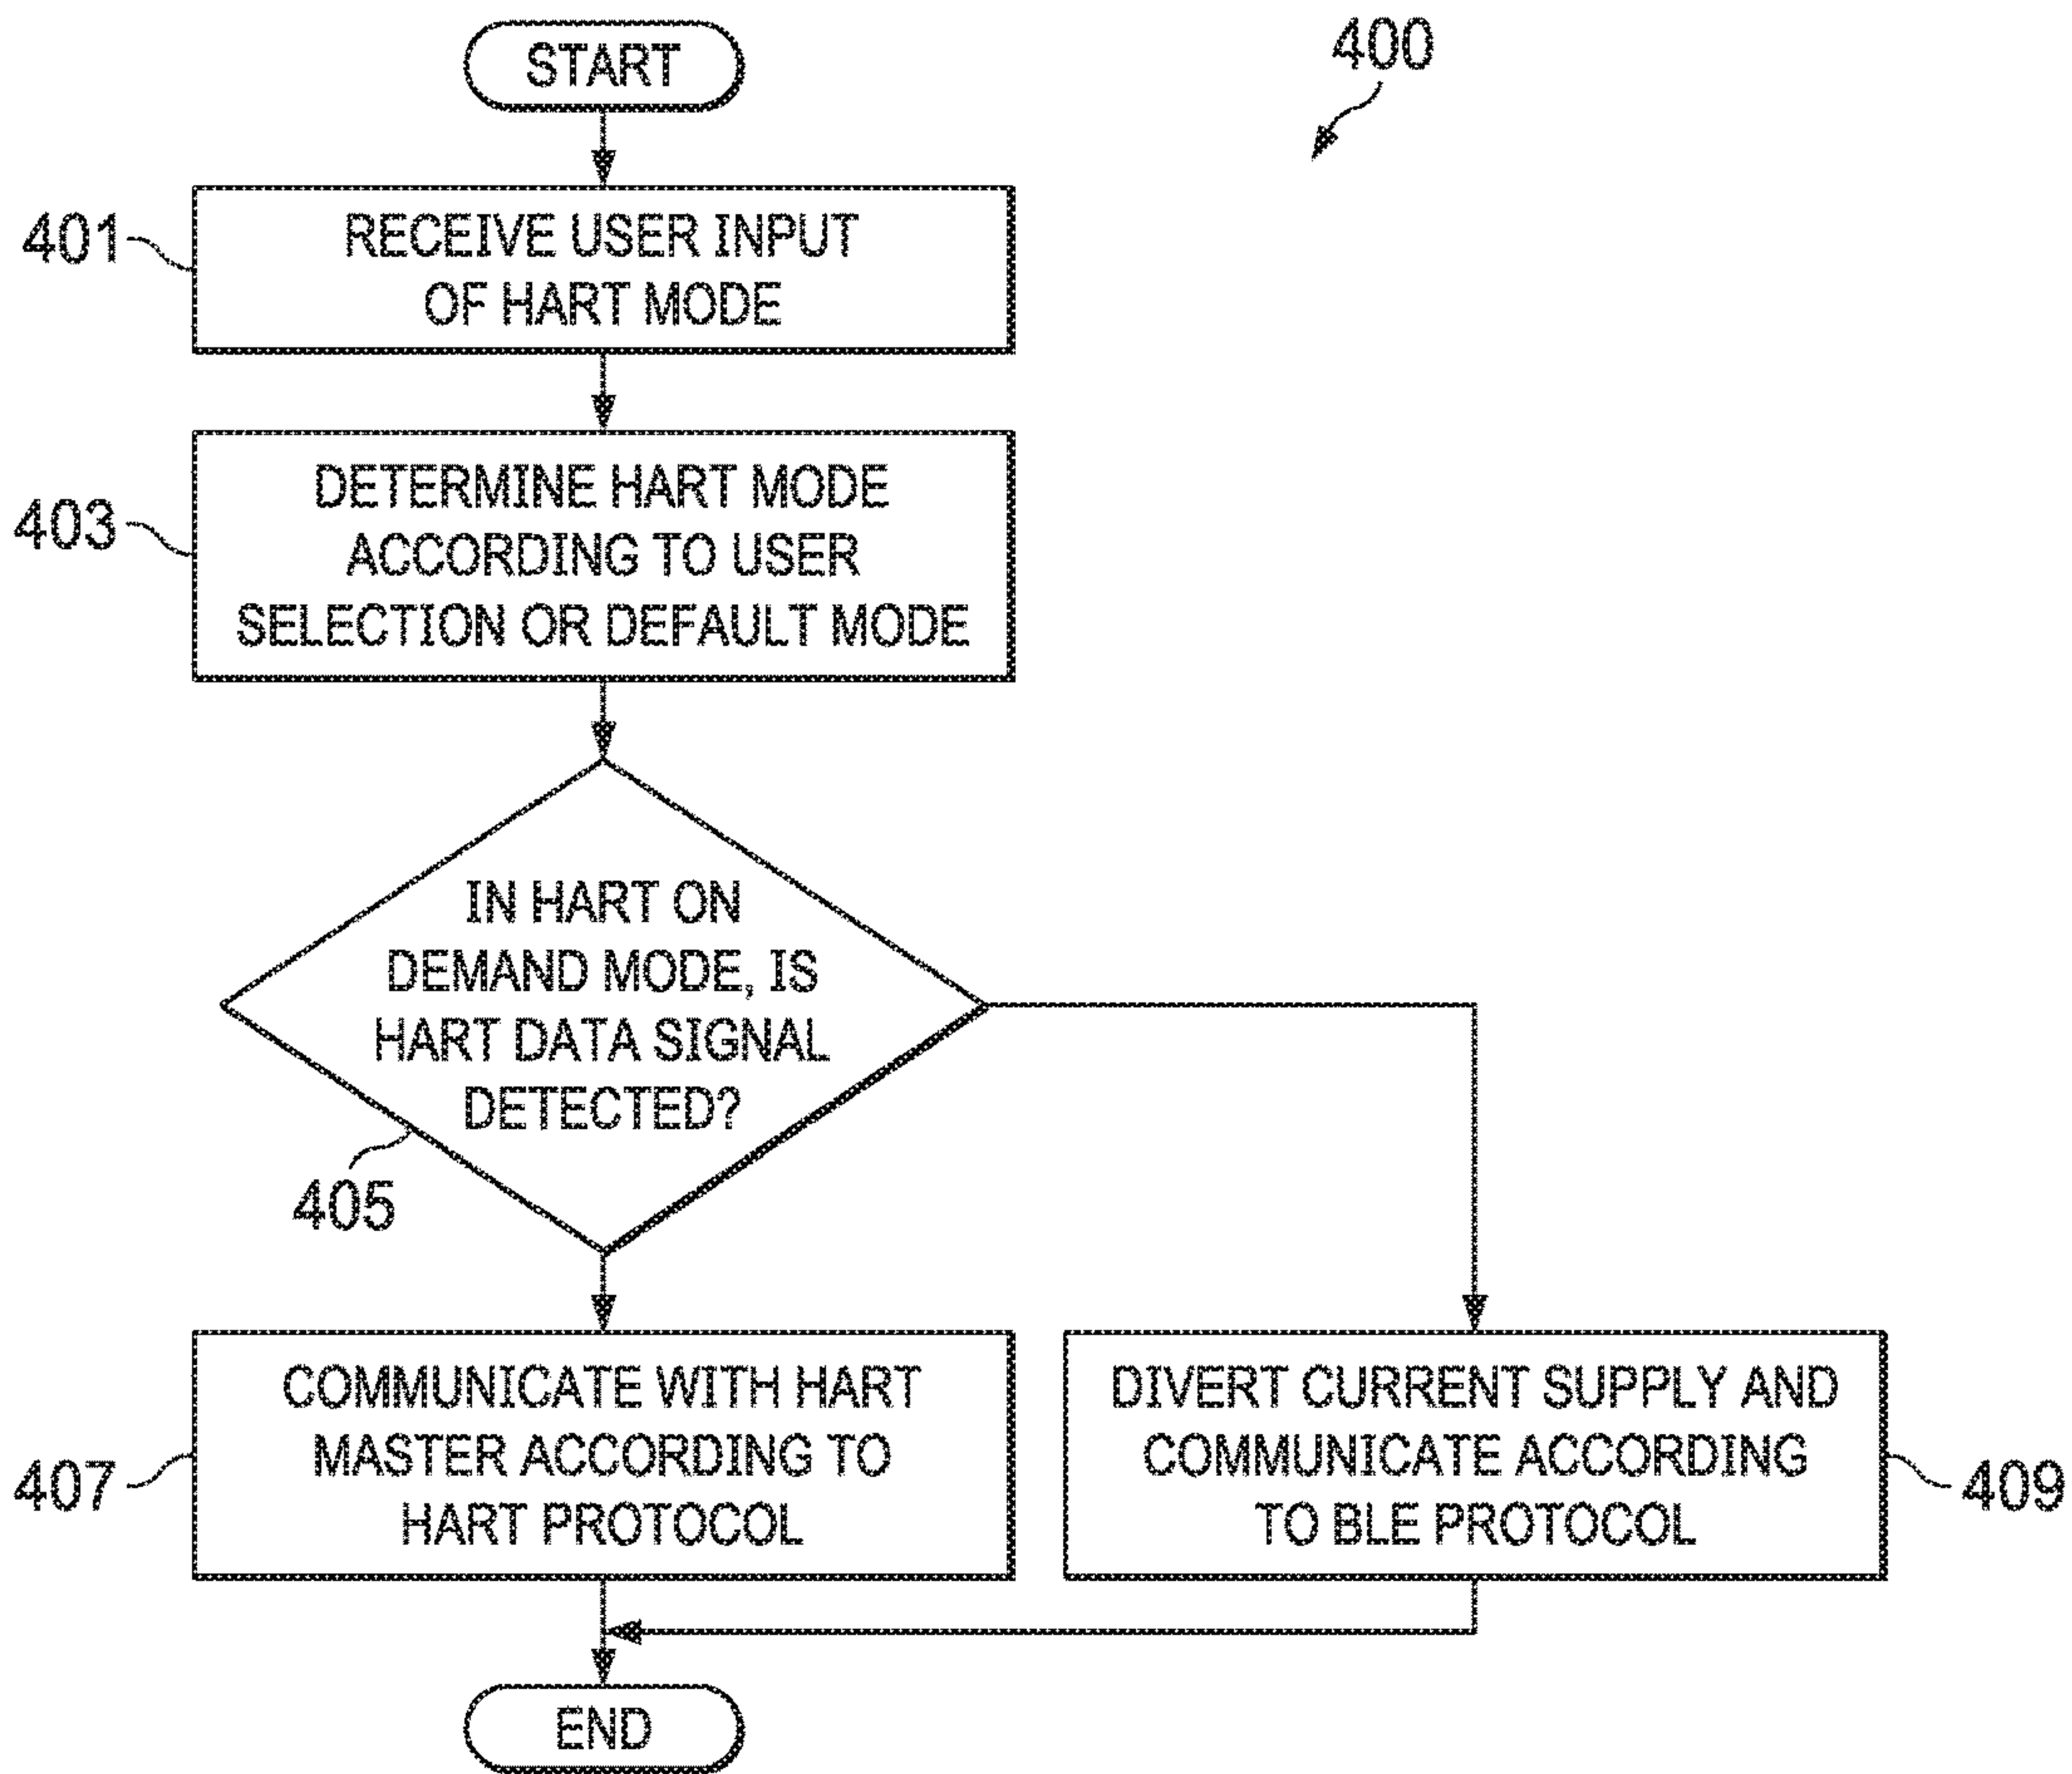 START
400
401
RECEIVE USER INPUT
OF HART MODE
403
DETERMINE HART MODE
ACCORDING TO USER
SELECTION OR DEFAULT MODE
IN HART ON
DEMAND MODE, IS
HART DATA SIGNAL
DETECTED?
405
407
COMMUNICATE WITH HART
MASTER ACCORDING TO
HART PROTOCOL
DIVERT CURRENT SUPPLY AND
COMMUNICATE ACCORDING
TO BLE PROTOCOL
409
END